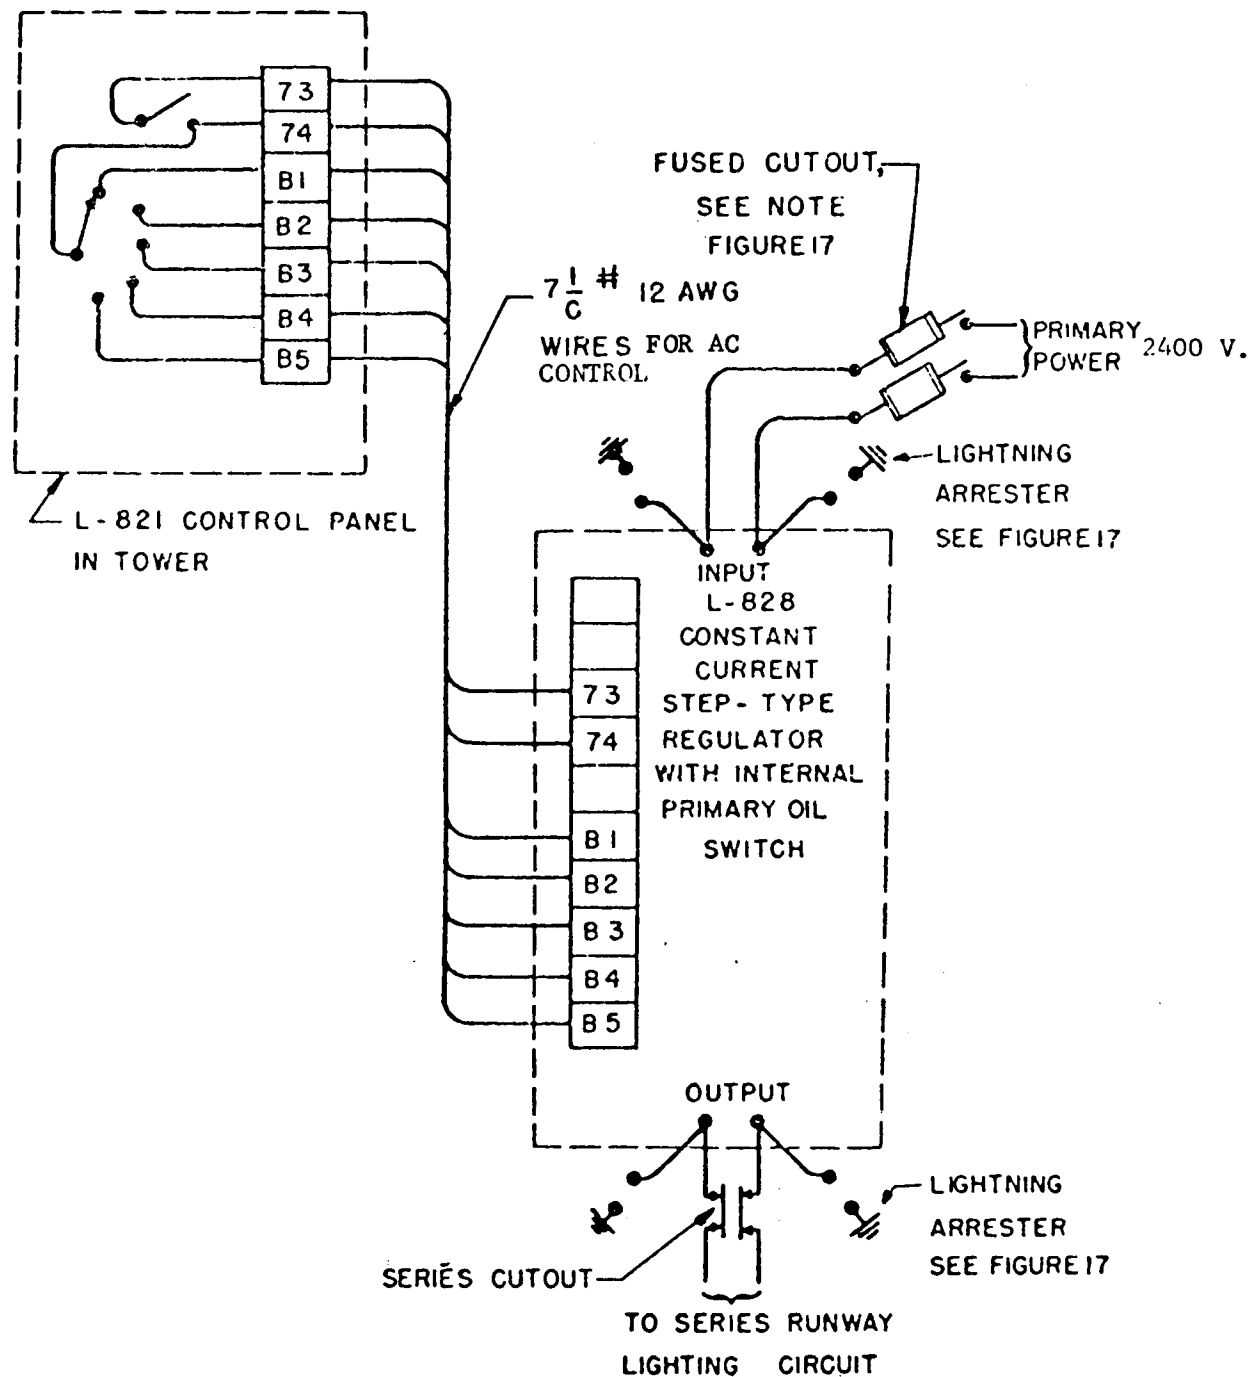 73
74
B1
B2
B3
B4
B5
L-821 CONTROL PANEL
IN TOWER
7 1/C # 12 AWG
WIRES FOR AC
CONTROL
FUSED CUTOUT,
SEE NOTE
FIGURE 17
PRIMARY
POWER
2400 V.
LIGHTNING
ARRESTER
SEE FIGURE 17
INPUT
L-828
CONSTANT
CURRENT
STEP-TYPE
REGULATOR
WITH INTERNAL
PRIMARY OIL
SWITCH
73
74
B1
B2
B3
B4
B5
OUTPUT
LIGHTNING
ARRESTER
SEE FIGURE 17
SERIES CUTOUT
TO SERIES RUNWAY
LIGHTING CIRCUIT